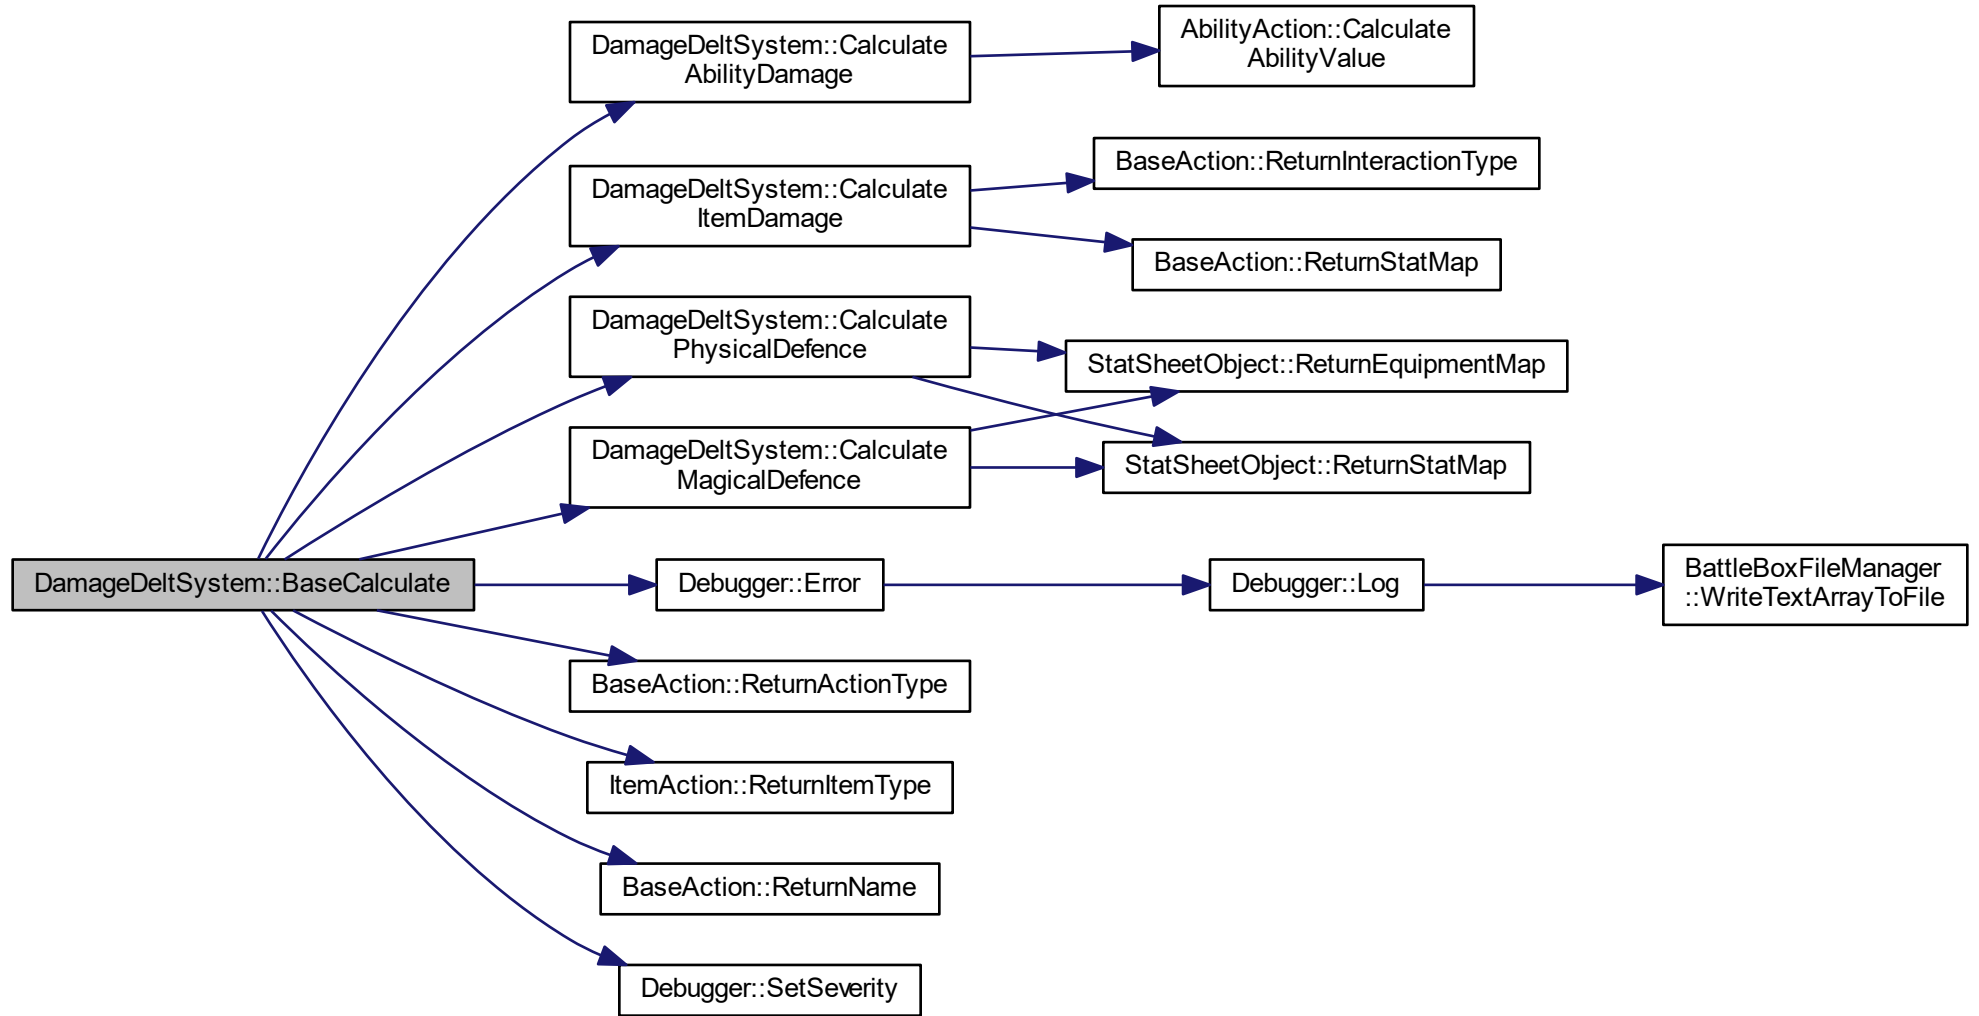 DamageDeltSystem::BaseCalculate
DamageDeltSystem::Calculate
AbilityDamage
AbilityAction::Calculate
AbilityValue
DamageDeltSystem::Calculate
ItemDamage
BaseAction::ReturnInteractionType
BaseAction::ReturnStatMap
DamageDeltSystem::Calculate
PhysicalDefence
StatSheetObject::ReturnEquipmentMap
DamageDeltSystem::Calculate
MagicalDefence
StatSheetObject::ReturnStatMap
Debugger::Error
Debugger::Log
BattleBoxFileManager
::WriteTextArrayToFile
BaseAction::ReturnActionType
ItemAction::ReturnItemType
BaseAction::ReturnName
Debugger::SetSeverity